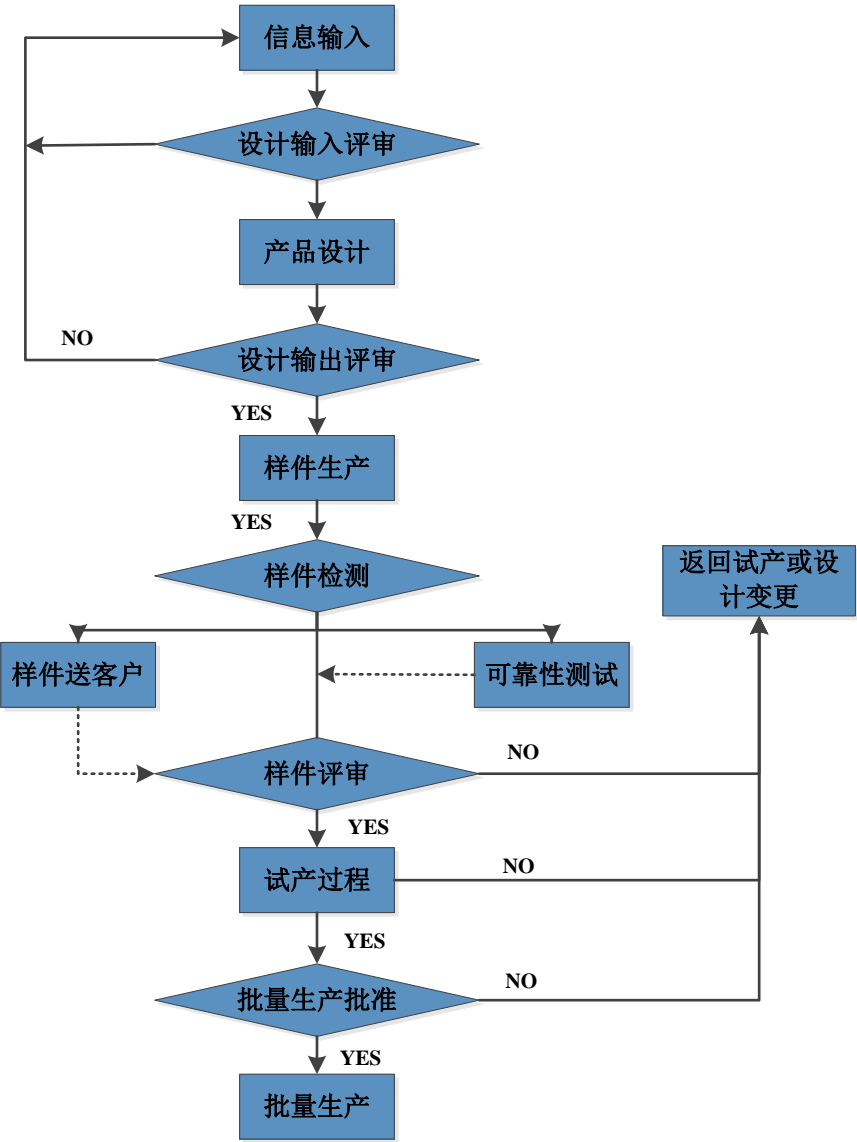 信息输入
设计输入评审
产品设计
NO
设计输出评审
YES
样件生产
YES
样件检测
返回试产或设
计变更
样件送客户
可靠性测试
NO
样件评审
YES
试产过程
NO
YES
批量生产批准
NO
YES
批量生产